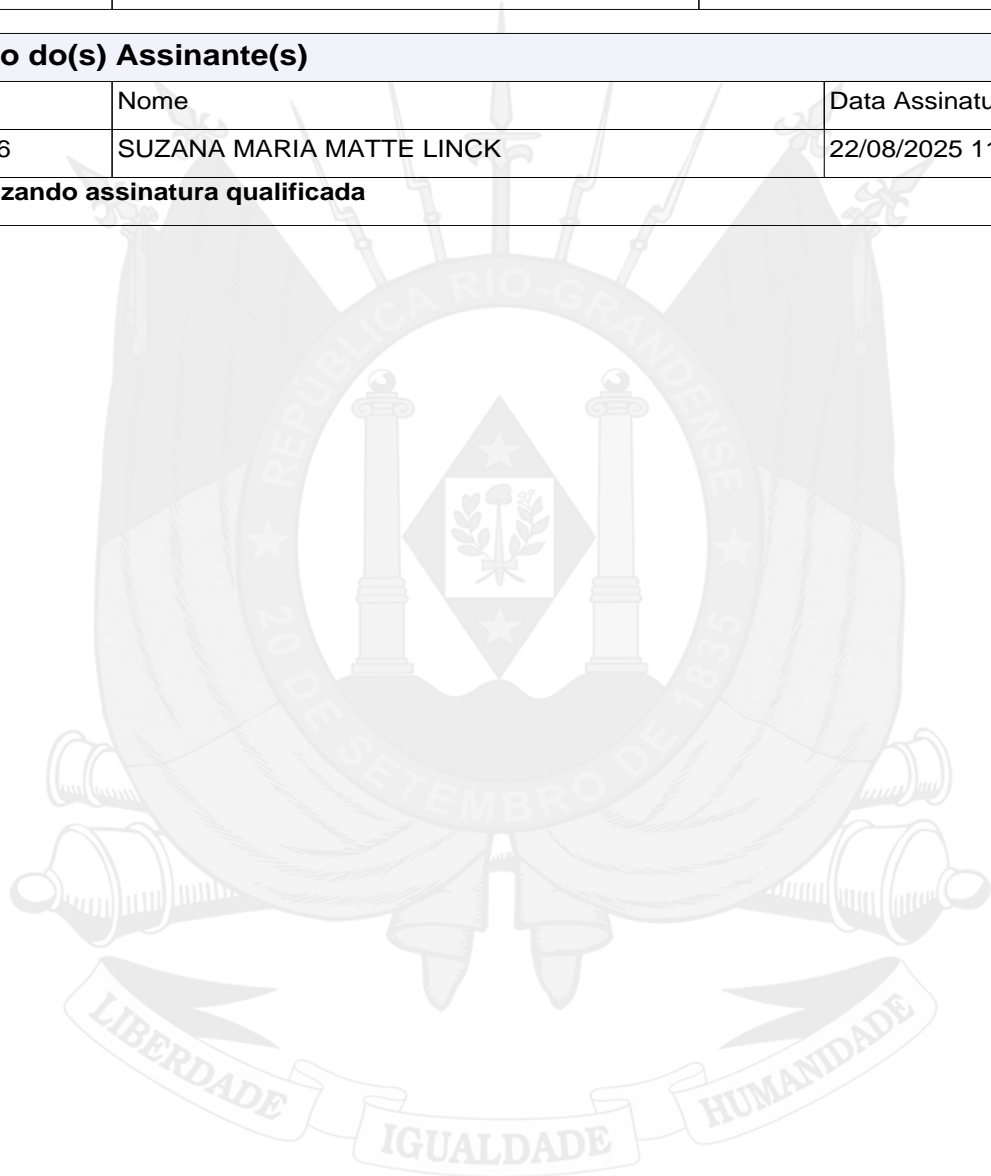 o do(s) Assinante(s)
Nome
Data Assinatu
6
SUZANA MARIA MATTE LINCK
22/08/2025 11
zando assinatura qualificada
REPÚBLICA RIO-GRANDENSE
20 DE SETEMBRO DE 1835
LIBERDADE
IGUALDADE
HUMANIDADE